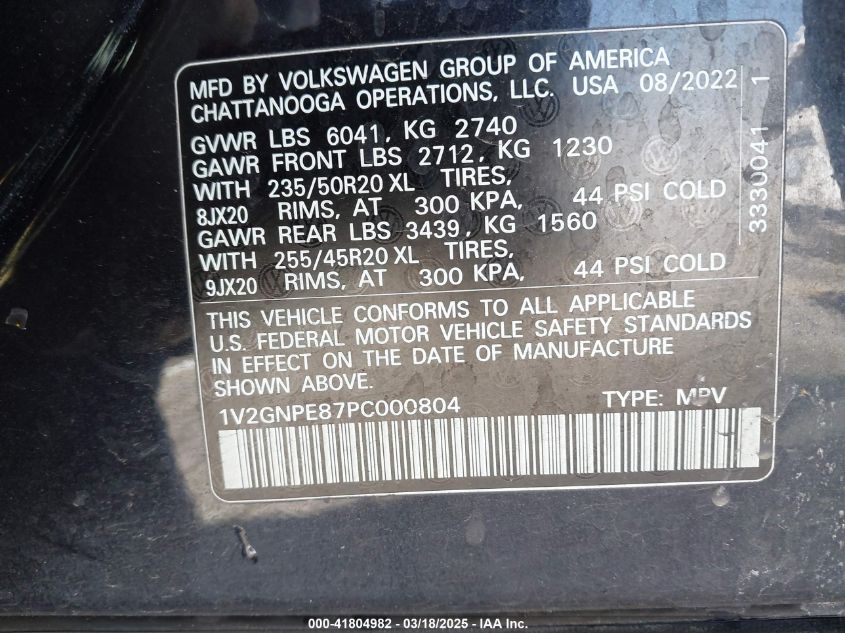 MFD BY VOLKSWAGEN GROUP OF AMERICA
CHATTANOOGA OPERATIONS, LLC. USA 08/2022
GVWR LBS 6041, KG 2740
GAWR FRONT LBS 2712, KG 1230
WITH 235/50R20 XL TIRES,
8JX20 RIMS, AT 300 KPA, 44 PSI COLD
GAWR REAR LBS 3439, KG 1560
WITH 255/45R20 XL TIRES,
9JX20 RIMS, AT 300 KPA, 44 PSI COLD
THIS VEHICLE CONFORMS TO ALL APPLICABLE
U.S. FEDERAL MOTOR VEHICLE SAFETY STANDARDS
IN EFFECT ON THE DATE OF MANUFACTURE
SHOWN ABOVE.
1V2GNPE87PC000804 TYPE: MPV
3330041 1
000-41804982 - 03/18/2025 - IAA Inc.